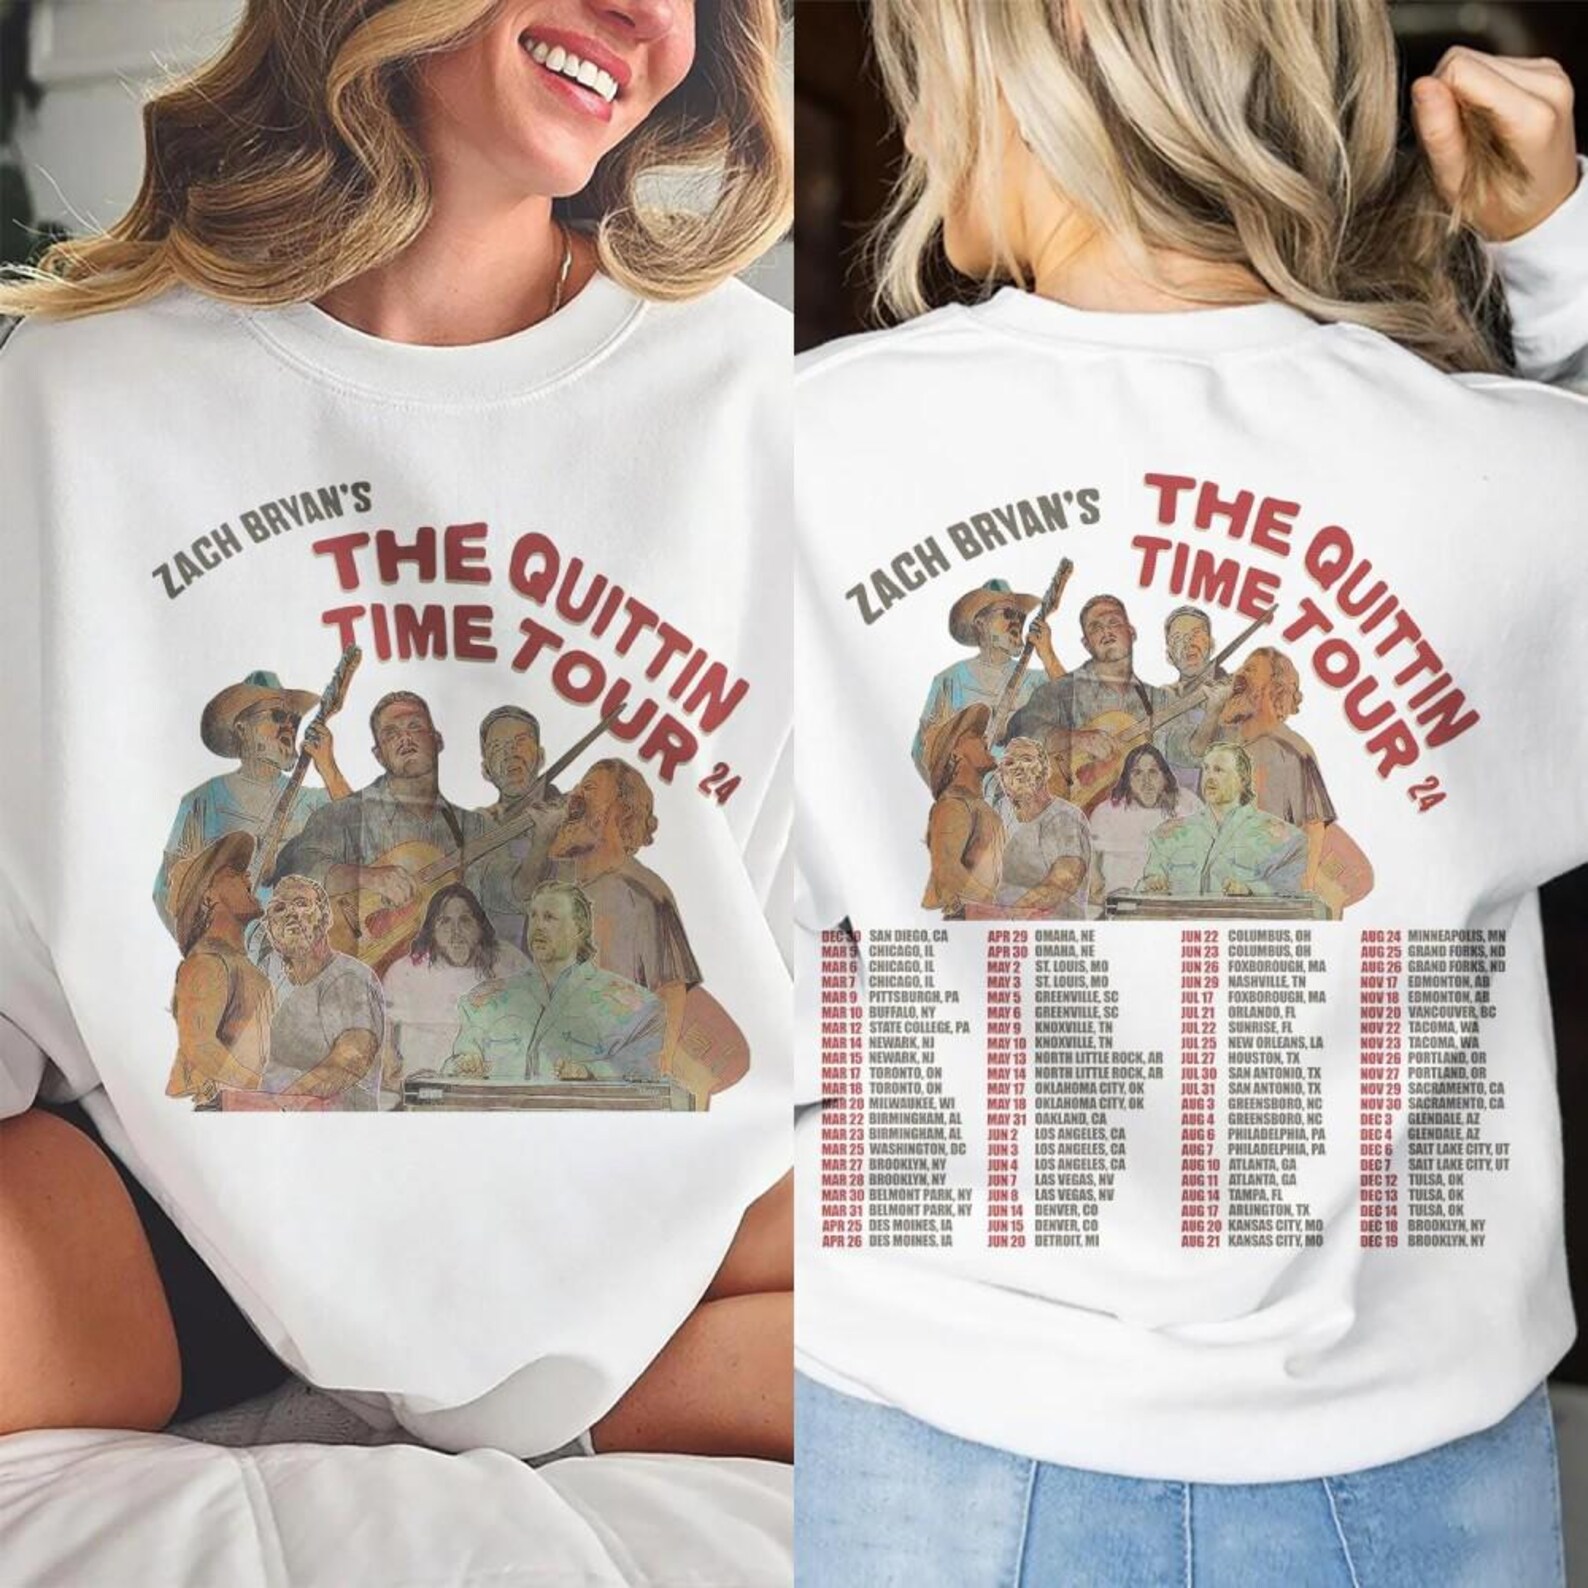 ZACH BRYAN'S
THE QUITTIN
TIME TOUR 24
ZACH BRYAN'S
THE QUITTIN
TIME TOUR 24
DEC 30 SAN DIEGO, CA
MAR 5 CHICAGO, IL
MAR 6 CHICAGO, IL
MAR 7 CHICAGO, IL
MAR 9 PITTSBURGH, PA
MAR 10 BUFFALO, NY
MAR 12 STATE COLLEGE, PA
MAR 14 NEWARK, NJ
MAR 15 NEWARK, NJ
MAR 17 TORONTO, ON
MAR 18 TORONTO, ON
MAR 20 MILWAUKEE, WI
MAR 22 BIRMINGHAM, AL
MAR 23 BIRMINGHAM, AL
MAR 25 WASHINGTON, DC
MAR 27 BROOKLYN, NY
MAR 28 BROOKLYN, NY
MAR 30 BELMONT PARK, NY
MAR 31 BELMONT PARK, NY
APR 25 DES MOINES, IA
APR 26 DES MOINES, IA
APR 29 OMAHA, NE
APR 30 OMAHA, NE
MAY 2 ST. LOUIS, MO
MAY 3 ST. LOUIS, MO
MAY 5 GREENVILLE, SC
MAY 6 GREENVILLE, SC
MAY 9 KNOXVILLE, TN
MAY 10 KNOXVILLE, TN
MAY 13 NORTH LITTLE ROCK, AR
MAY 14 NORTH LITTLE ROCK, AR
MAY 17 OKLAHOMA CITY, OK
MAY 18 OKLAHOMA CITY, OK
MAY 31 OAKLAND, CA
JUN 2 LOS ANGELES, CA
JUN 3 LOS ANGELES, CA
JUN 4 LOS ANGELES, CA
JUN 7 LAS VEGAS, NV
JUN 8 LAS VEGAS, NV
JUN 14 DENVER, CO
JUN 15 DENVER, CO
JUN 20 DETROIT, MI
JUN 22 COLUMBUS, OH
JUN 23 COLUMBUS, OH
JUN 26 FOXBOROUGH, MA
JUN 29 NASHVILLE, TN
JUL 17 FOXBOROUGH, MA
JUL 21 ORLANDO, FL
JUL 22 SUNRISE, FL
JUL 25 NEW ORLEANS, LA
JUL 27 HOUSTON, TX
JUL 30 SAN ANTONIO, TX
JUL 31 SAN ANTONIO, TX
AUG 3 GREENSBORO, NC
AUG 4 GREENSBORO, NC
AUG 6 PHILADELPHIA, PA
AUG 7 PHILADELPHIA, PA
AUG 10 ATLANTA, GA
AUG 11 ATLANTA, GA
AUG 14 TAMPA, FL
AUG 17 ARLINGTON, TX
AUG 20 KANSAS CITY, MO
AUG 21 KANSAS CITY, MO
AUG 24 MINNEAPOLIS, MN
AUG 25 GRAND FORKS, ND
AUG 26 GRAND FORKS, ND
NOV 17 EDMONTON, AB
NOV 18 EDMONTON, AB
NOV 20 VANCOUVER, BC
NOV 22 TACOMA, WA
NOV 23 TACOMA, WA
NOV 26 PORTLAND, OR
NOV 27 PORTLAND, OR
NOV 29 SACRAMENTO, CA
NOV 30 SACRAMENTO, CA
DEC 3 GLENDALE, AZ
DEC 4 GLENDALE, AZ
DEC 6 SALT LAKE CITY, UT
DEC 7 SALT LAKE CITY, UT
DEC 12 TULSA, OK
DEC 13 TULSA, OK
DEC 14 TULSA, OK
DEC 18 BROOKLYN, NY
DEC 19 BROOKLYN, NY